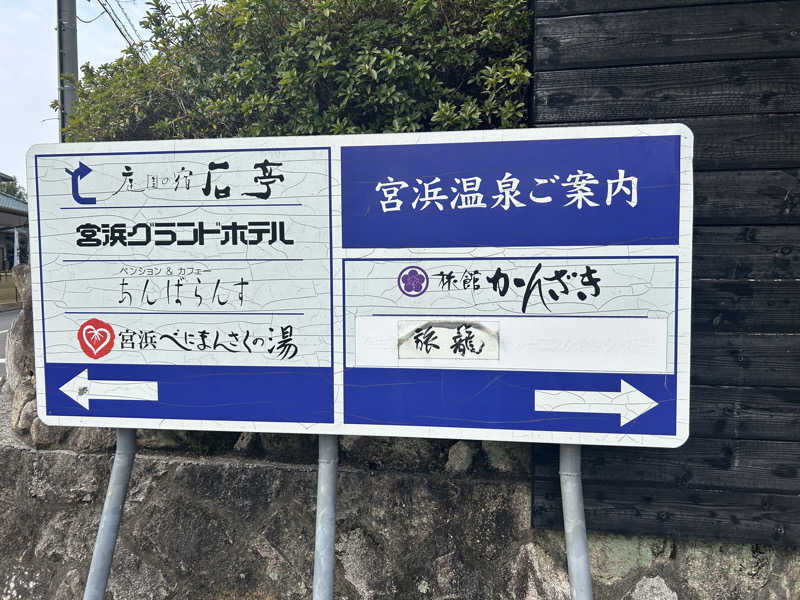 庭園の宿 石亭
宮浜グランドホテル
ペンション & カフェー
あんばらんす
宮浜べにまんさくの湯
宮浜温泉ご案内
旅館 かんざき
旅籠